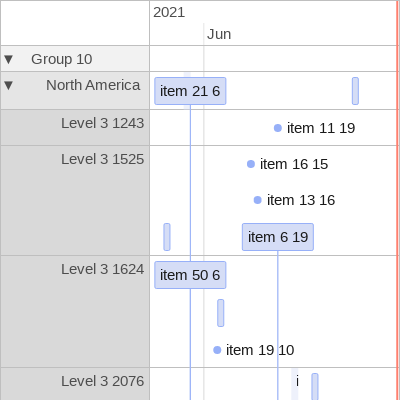 2021
Jun
▼ Group 10
▼ North America
item 21 6
Level 3 1243
item 11 19
Level 3 1525
item 16 15
item 13 16
item 6 19
Level 3 1624
item 50 6
item 19 10
Level 3 2076
i